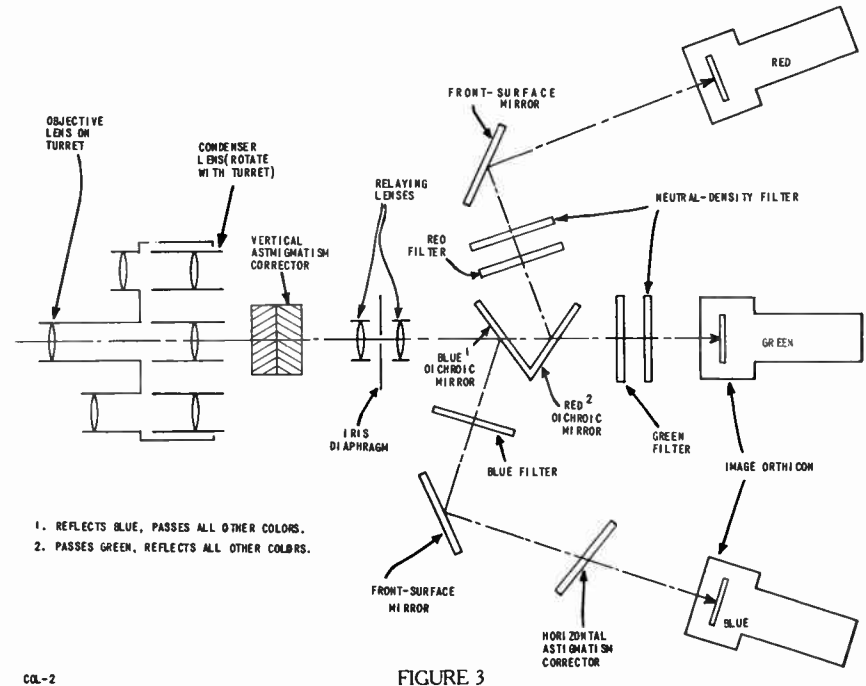 RED
FRONT-SURFACE
MIRROR
OBJECTIVE
LENS ON
TURRET
CONDENSER
LENS(ROTATE
WITH TURRET)
RELAYING
LENSES
NEUTRAL-DENSITY FILTER
VERTICAL
ASTMIGMATISM
CORRECTOR
RED
FILTER
BLUE 1
DICHROIC
MIRROR
GREEN
RED 2
DICHROIC
MIRROR
IRIS
DIAPHRAGM
GREEN
FILTER
BLUE FILTER
IMAGE ORTHICON
1. REFLECTS BLUE, PASSES ALL OTHER COLORS.
2. PASSES GREEN, REFLECTS ALL OTHER COLORS.
FRONT-SURFACE
MIRROR
BLUE
HORIZONTAL
ASTIGMATISM
CORRECTOR
COL-2
FIGURE 3